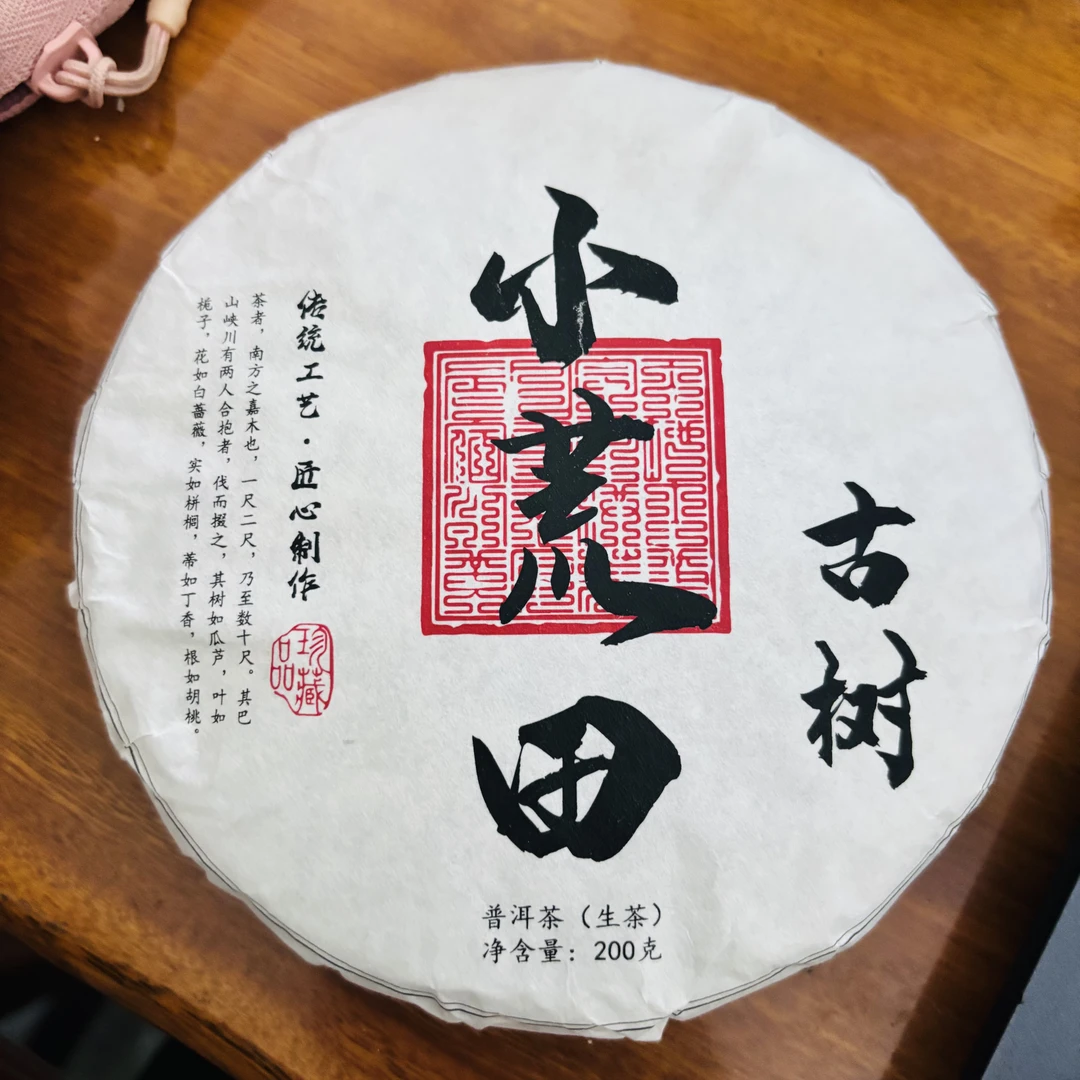 小荒田
古树
传统工艺·匠心制作
茶者，南方之嘉木也，一尺二尺，乃至数十尺。其巴
山峡川有两人合抱者，伐而掇之，其树如瓜芦，叶如
栀子，花如白蔷薇，实如栟榈，蒂如丁香，根如胡桃。
珍藏品
普洱茶（生茶）
净含量：200克